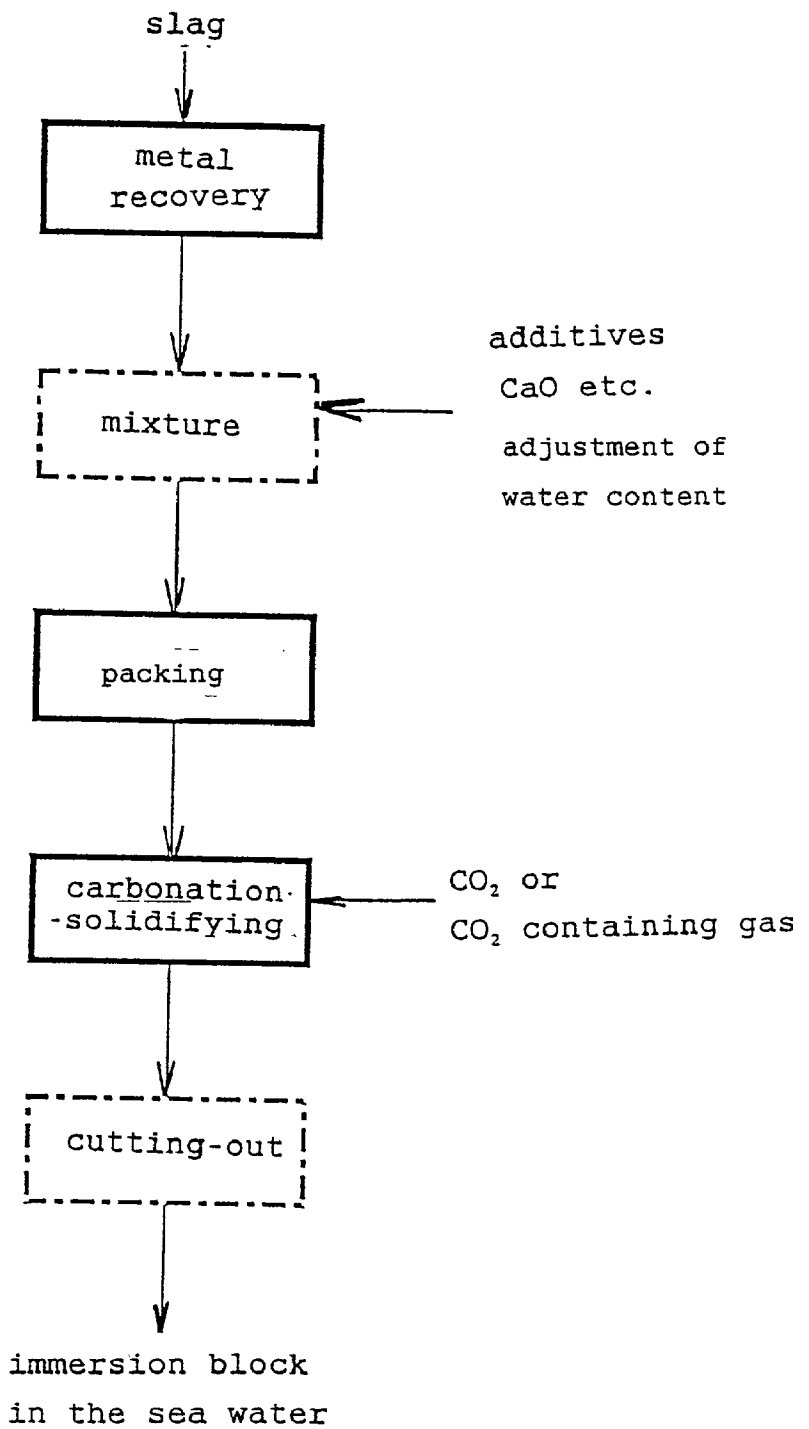 slag
metal
recovery
additives
CaO etc.
mixture
adjustment of
water content
packing
carbonation
-solidifying
CO₂ or
CO₂ containing gas
cutting-out
immersion block
in the sea water